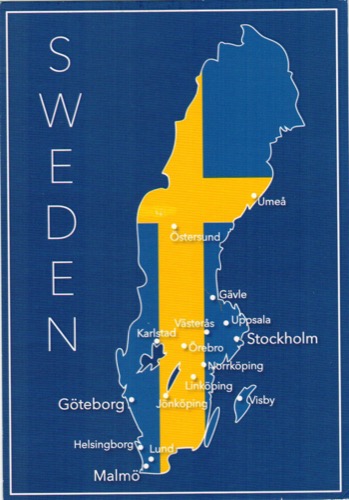 SWEDEN
Umeå
Östersund
Gävle
Västerås
Uppsala
Karlstad
Stockholm
Örebro
Norrköping
Linköping
Göteborg
Jönköping
Visby
Helsingborg
Lund
Malmö